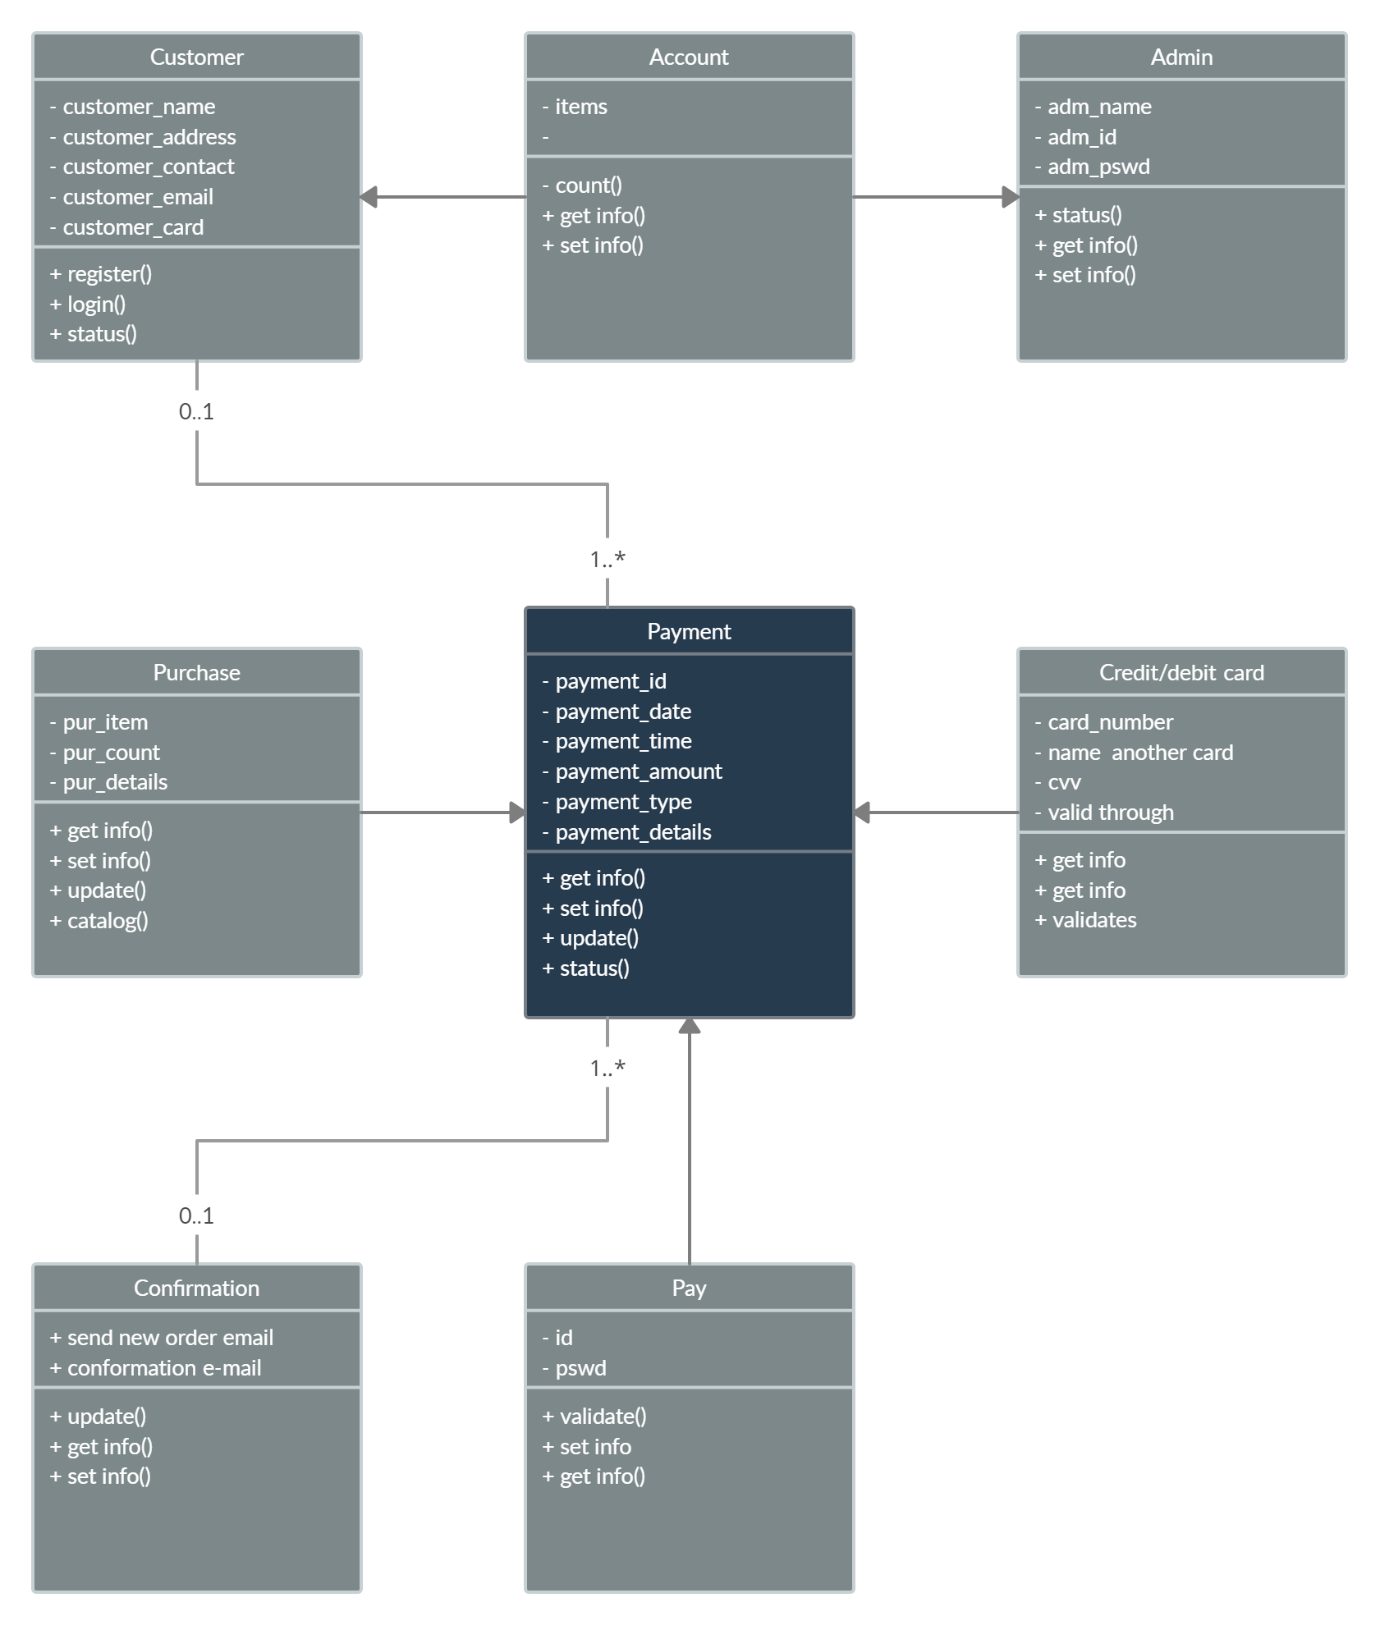 Customer
- customer_name
- customer_address
- customer_contact
- customer_email
- customer_card
+ register()
+ login()
+ status()
Account
- items
-
- count()
+ get info()
+ set info()
Admin
- adm_name
- adm_id
- adm_pswd
+ status()
+ get info()
+ set info()
0..1
1..*
Purchase
- pur_item
- pur_count
- pur_details
+ get info()
+ set info()
+ update()
+ catalog()
Payment
- payment_id
- payment_date
- payment_time
- payment_amount
- payment_type
- payment_details
+ get info()
+ set info()
+ update()
+ status()
Credit/debit card
- card_number
- name  another card
- cvv
- valid through
+ get info
+ get info
+ validates
1..*
0..1
Confirmation
+ send new order email
+ conformation e-mail
+ update()
+ get info()
+ set info()
Pay
- id
- pswd
+ validate()
+ set info
+ get info()